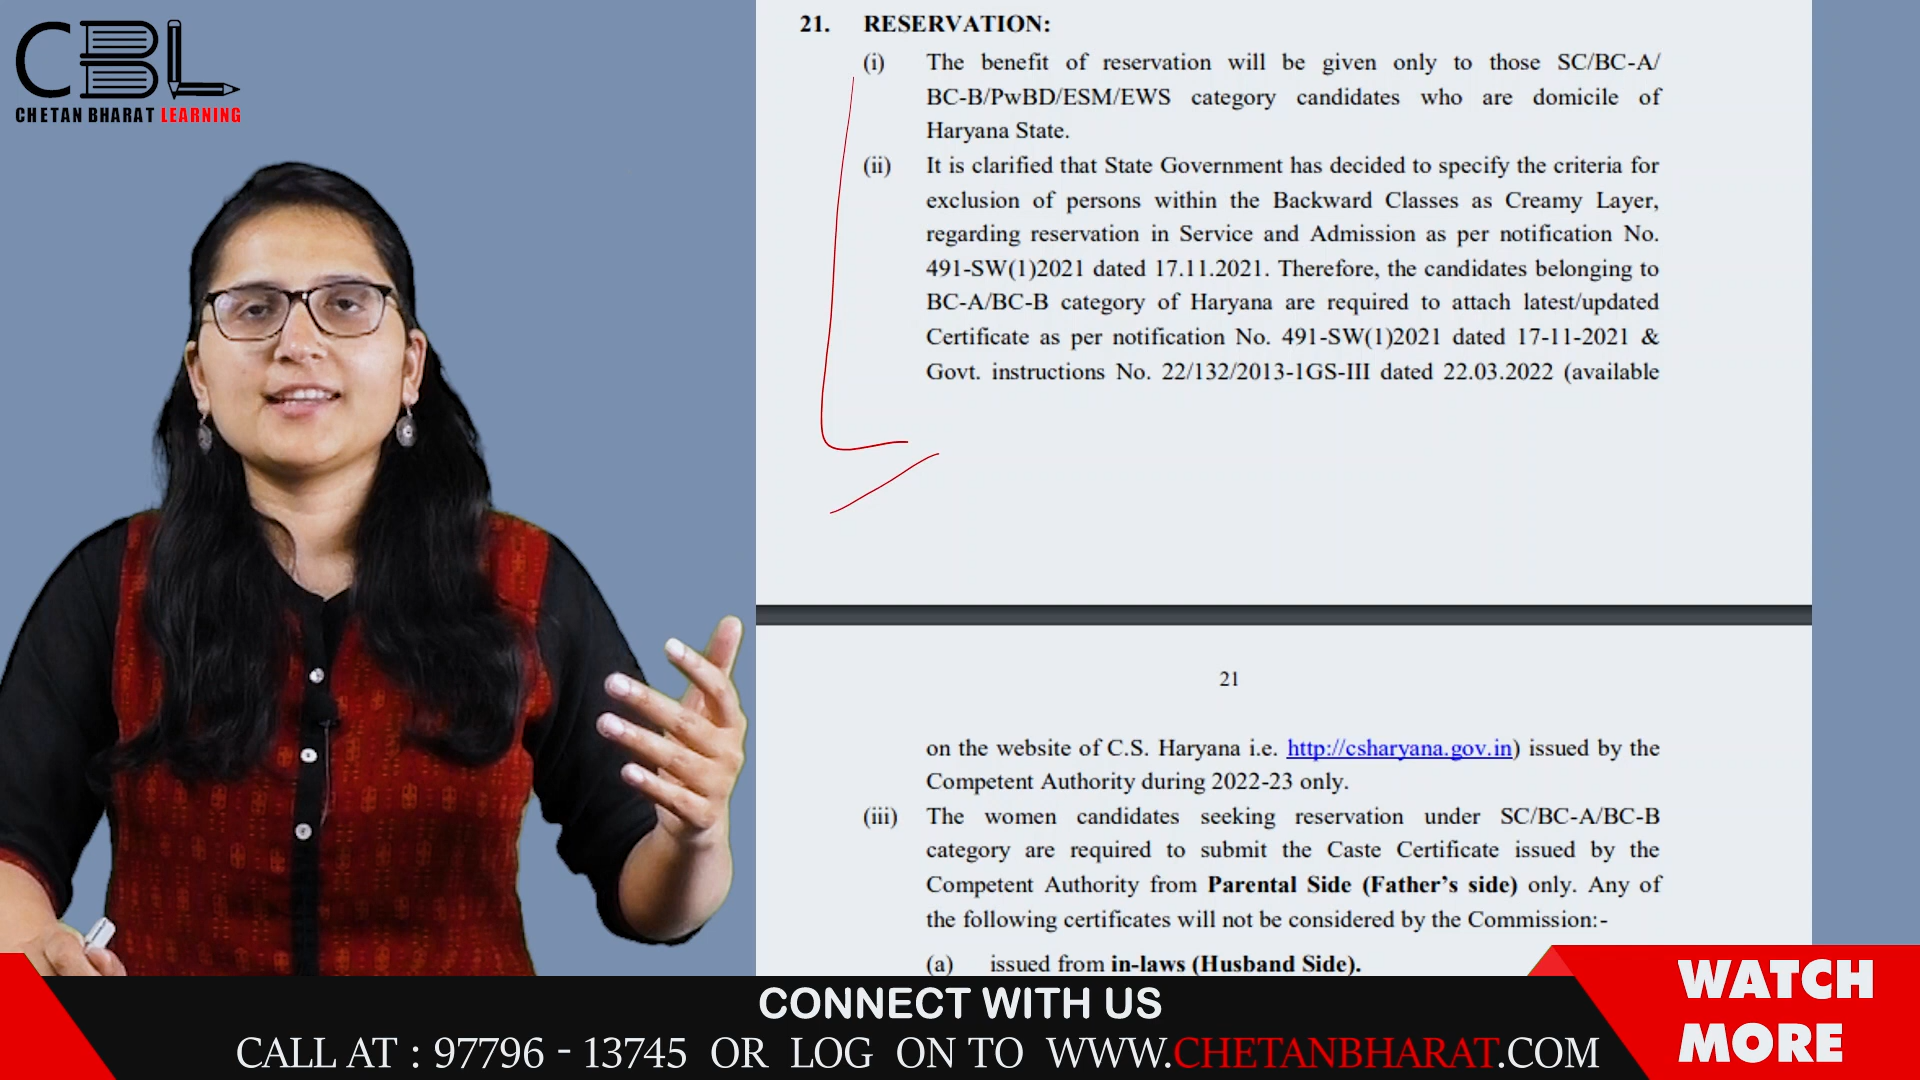 CBL
CHETAN BHARAT LEARNING
21. RESERVATION:
(i) The benefit of reservation will be given only to those SC/BC-A/
BC-B/PwBD/ESM/EWS category candidates who are domicile of
Haryana State.
(ii) It is clarified that State Government has decided to specify the criteria for
exclusion of persons within the Backward Classes as Creamy Layer,
regarding reservation in Service and Admission as per notification No.
491-SW(1)2021 dated 17.11.2021. Therefore, the candidates belonging to
BC-A/BC-B category of Haryana are required to attach latest/updated
Certificate as per notification No. 491-SW(1)2021 dated 17-11-2021 &
Govt. instructions No. 22/132/2013-1GS-III dated 22.03.2022 (available
21
on the website of C.S. Haryana i.e. http://csharyana.gov.in) issued by the
Competent Authority during 2022-23 only.
(iii) The women candidates seeking reservation under SC/BC-A/BC-B
category are required to submit the Caste Certificate issued by the
Competent Authority from Parental Side (Father's side) only. Any of
the following certificates will not be considered by the Commission:-
(a) issued from in-laws (Husband Side).
CONNECT WITH US
CALL AT : 97796 - 13745 OR LOG ON TO WWW.CHETANBHARAT.COM
WATCH
MORE